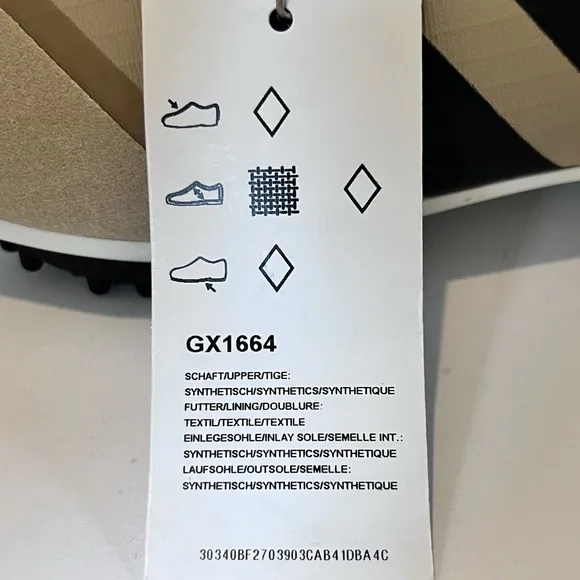 GX1664
SCHAFT/UPPER/TIGE:
SYNTHETISCH/SYNTHETICS/SYNTHETIQUE
FUTTER/LINING/DOUBLURE:
TEXTIL/TEXTILE/TEXTILE
EINLEGESOHLE/INLAY SOLE/SEMELLE INT.:
SYNTHETISCH/SYNTHETICS/SYNTHETIQUE
LAUFSOHLE/OUTSOLE/SEMELLE:
SYNTHETISCH/SYNTHETICS/SYNTHETIQUE
30340BF2703903CAB41DBA4C